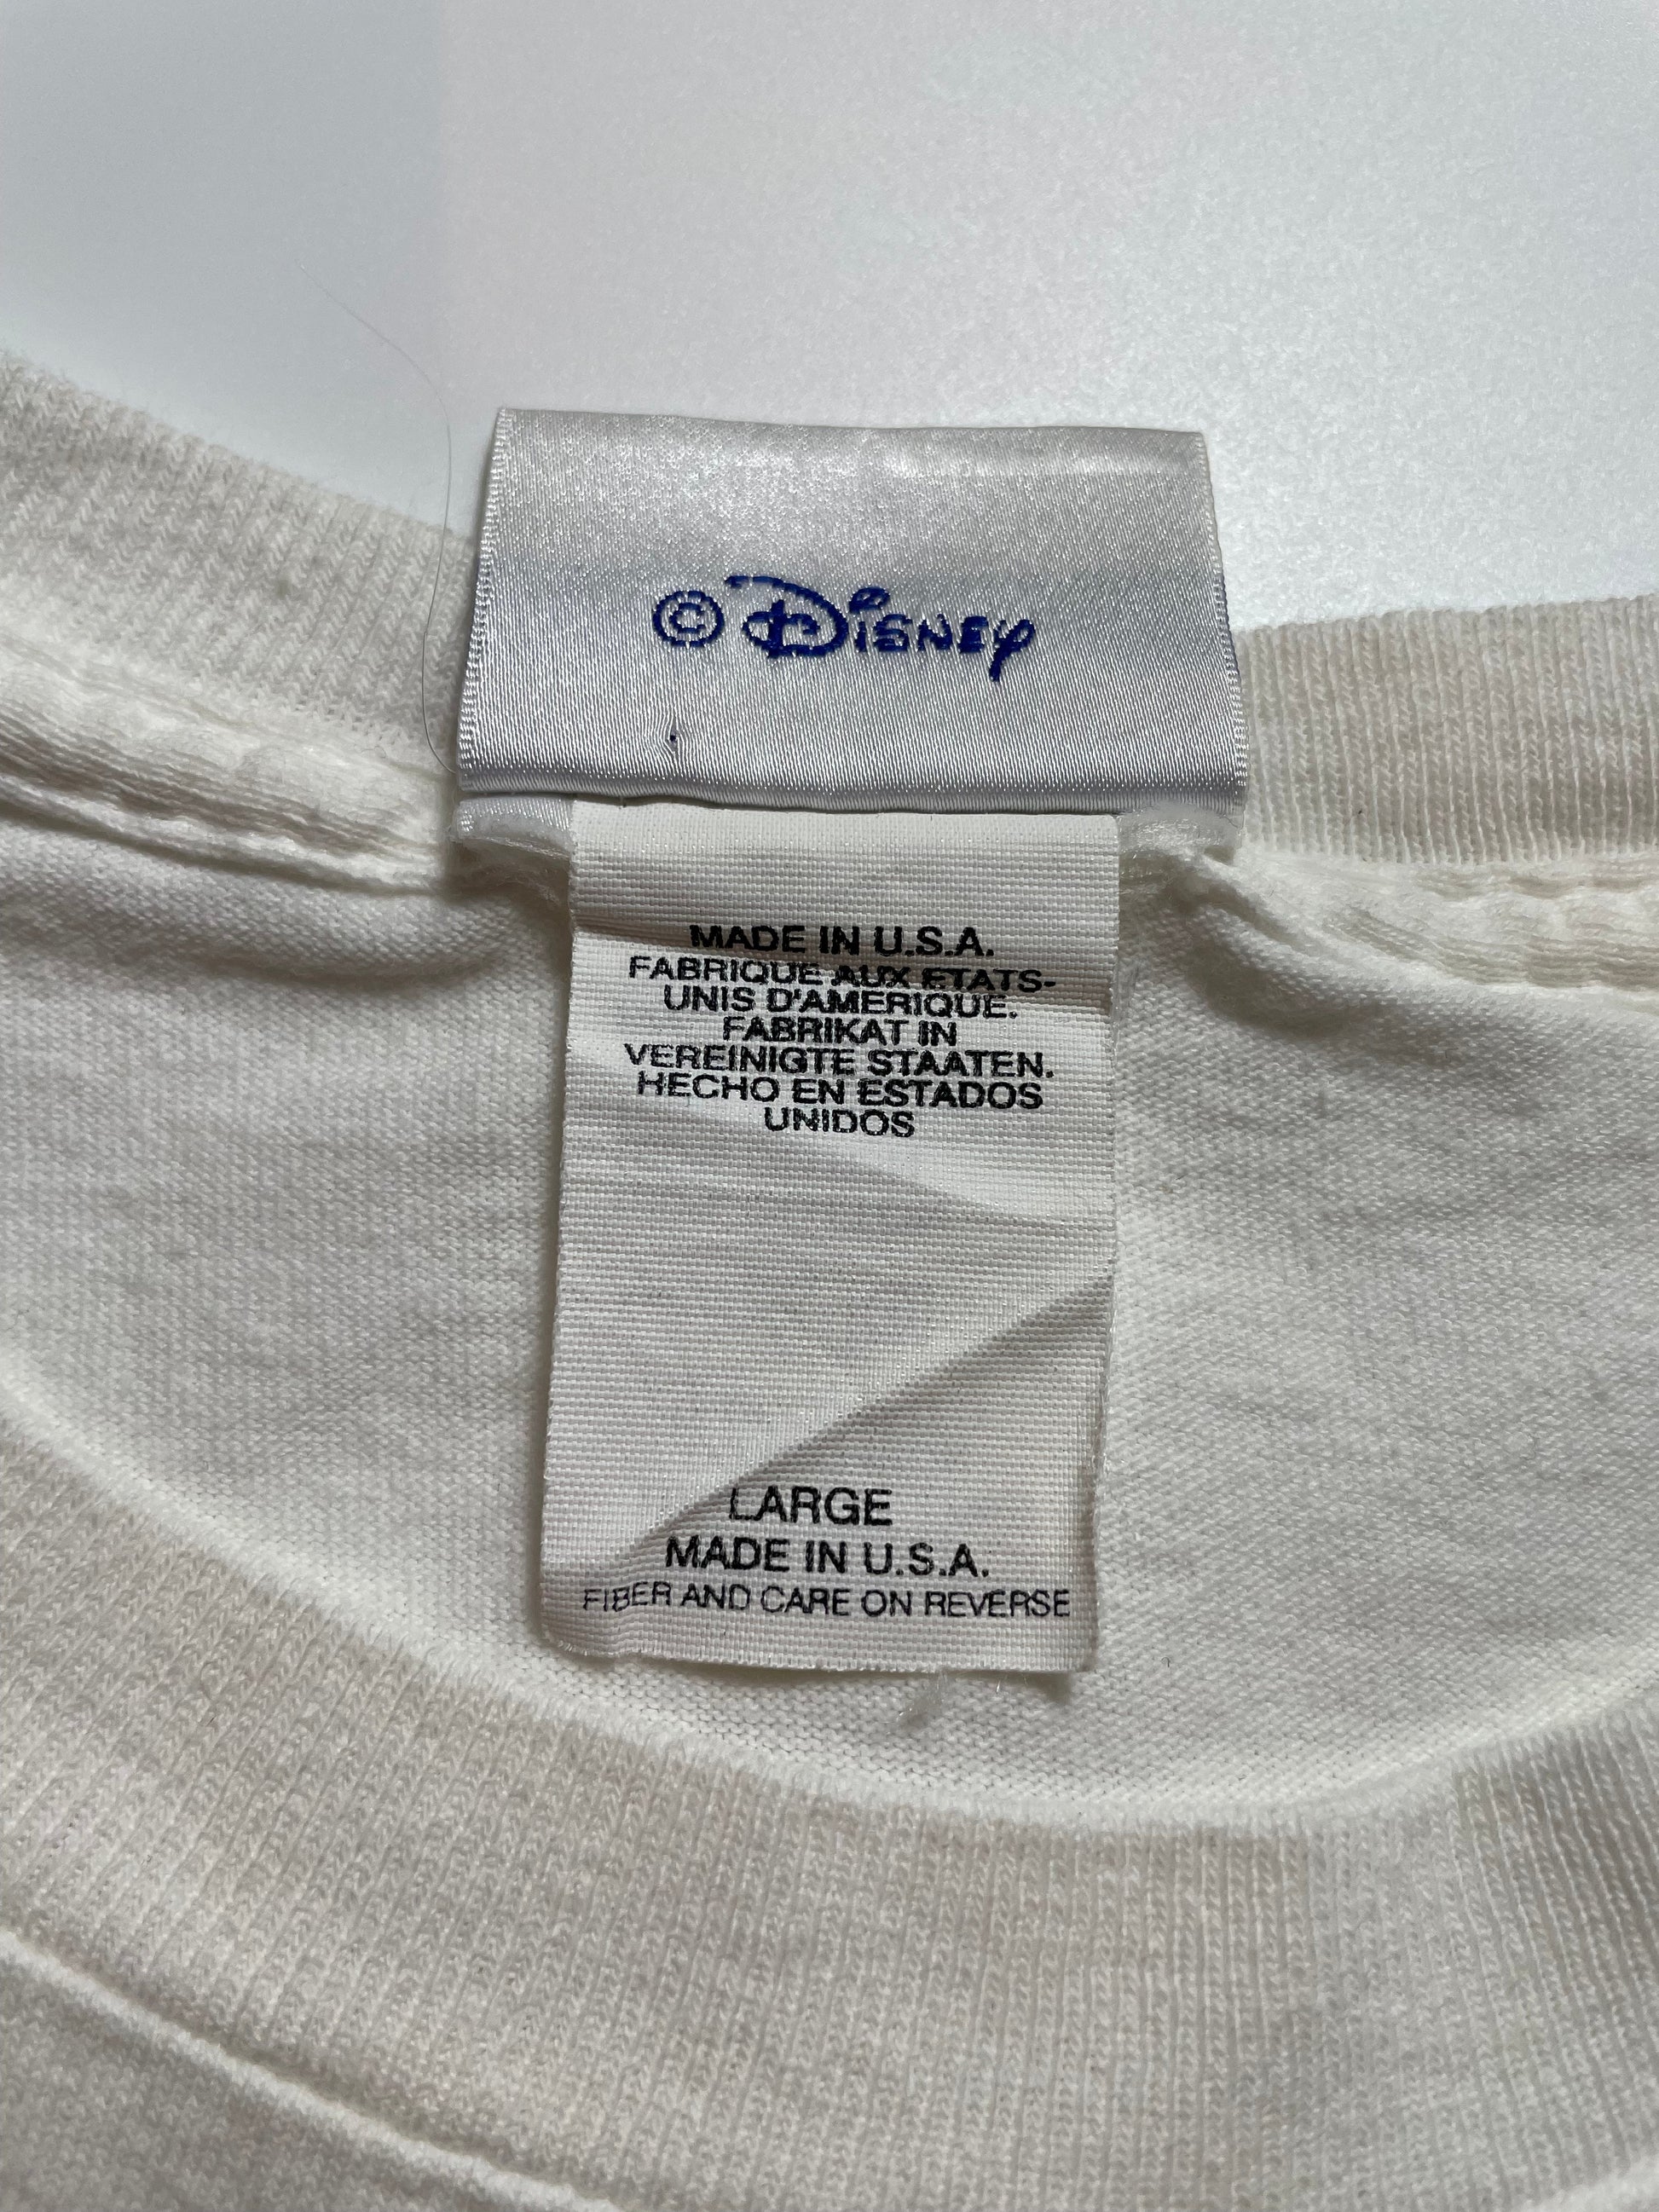 © Disney
MADE IN U.S.A.
FABRIQUE AUX ETATS-
UNIS D'AMERIQUE.
FABRIKAT IN
VEREINIGTE STAATEN.
HECHO EN ESTADOS
UNIDOS
LARGE
MADE IN U.S.A.
FIBER AND CARE ON REVERSE